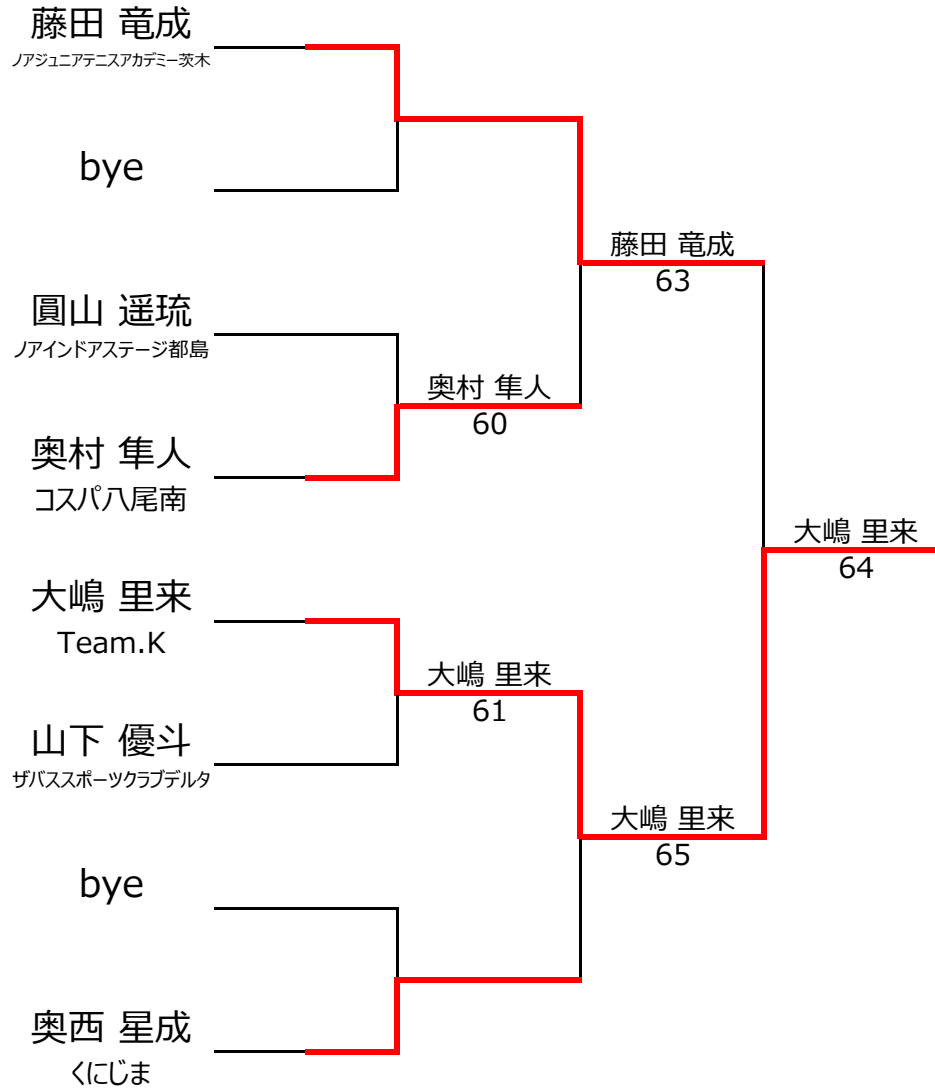 藤田 竜成
ノアジュニアテニスアカデミー茨木
bye
圓山 遥琉
ノアインドアステージ都島
奥村 隼人
コスパ八尾南
大嶋 里来
Team.K
山下 優斗
ザバススポーツクラブデルタ
bye
奥西 星成
くにじま
奥村 隼人
60
大嶋 里来
61
藤田 竜成
63
大嶋 里来
65
大嶋 里来
64